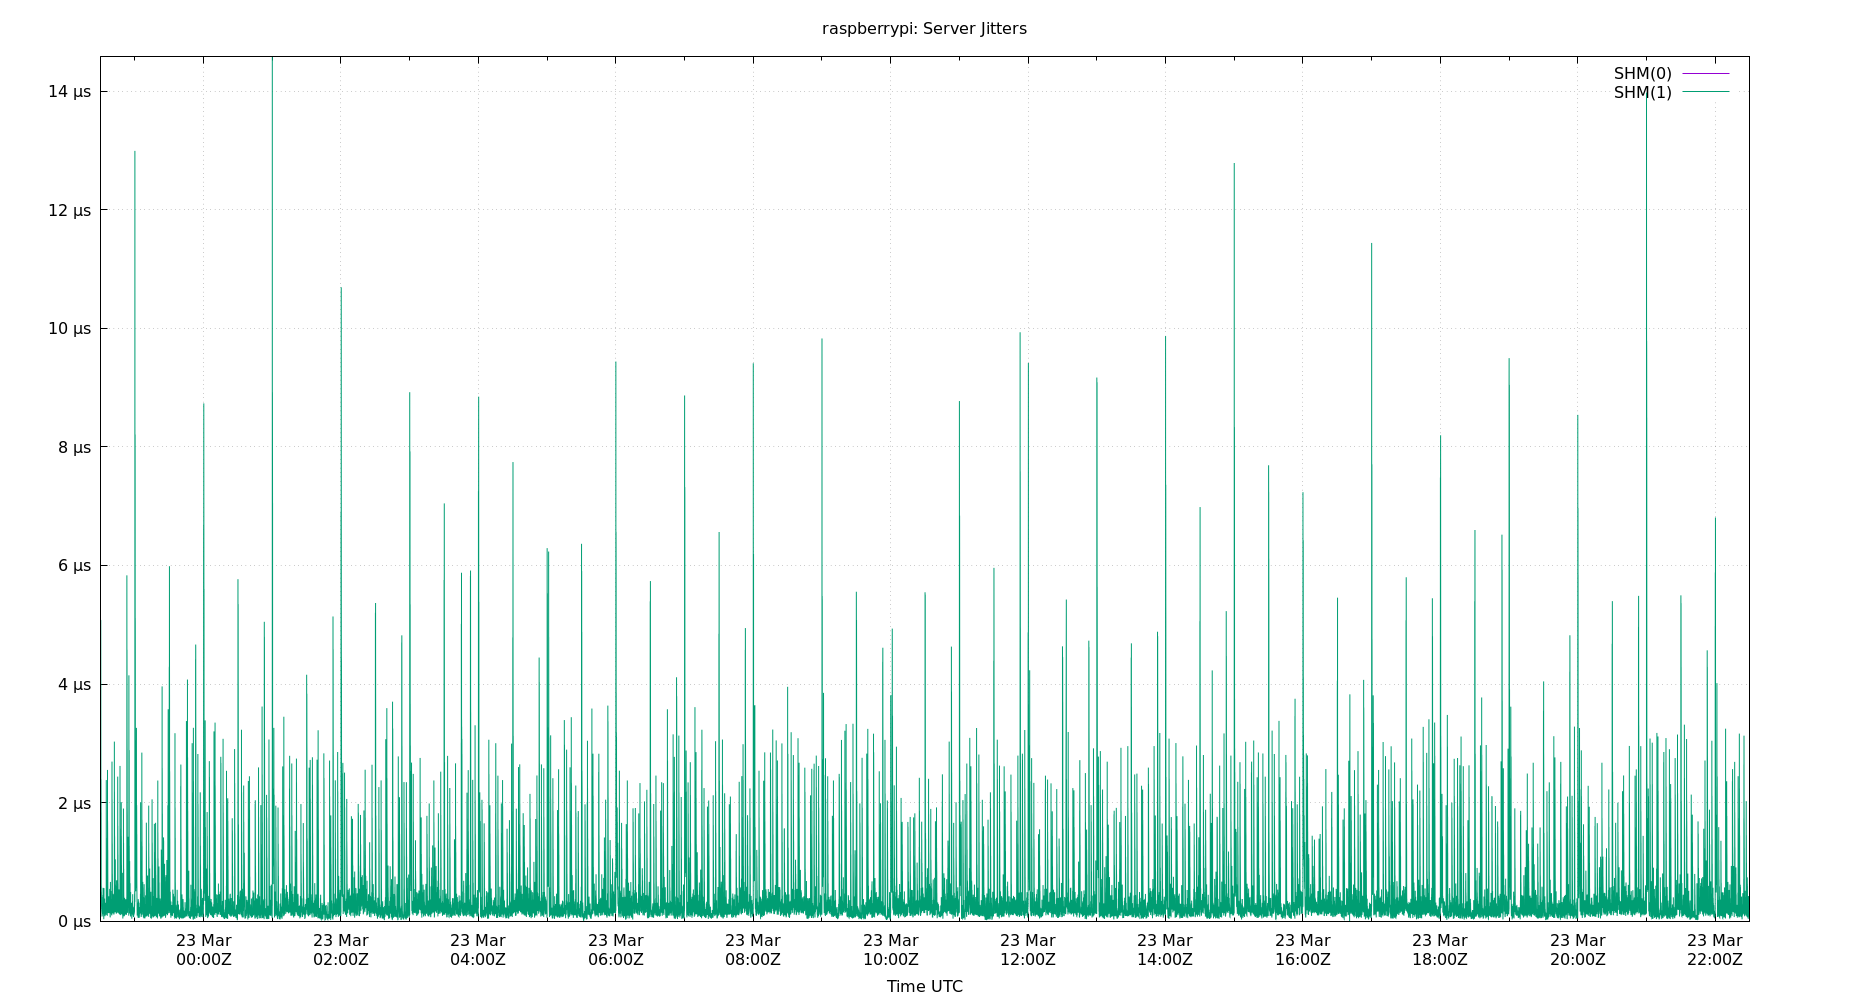 raspberrypi: Server Jitters
SHM(0)
SHM(1)
14 µs
12 µs
10 µs
8 µs
6 µs
4 µs
2 µs
0 µs
23 Mar 23 Mar 23 Mar 23 Mar 23 Mar 23 Mar 23 Mar 23 Mar 23 Mar 23 Mar 23 Mar 23 Mar
00:00Z 02:00Z 04:00Z 06:00Z 08:00Z 10:00Z 12:00Z 14:00Z 16:00Z 18:00Z 20:00Z 22:00Z
Time UTC